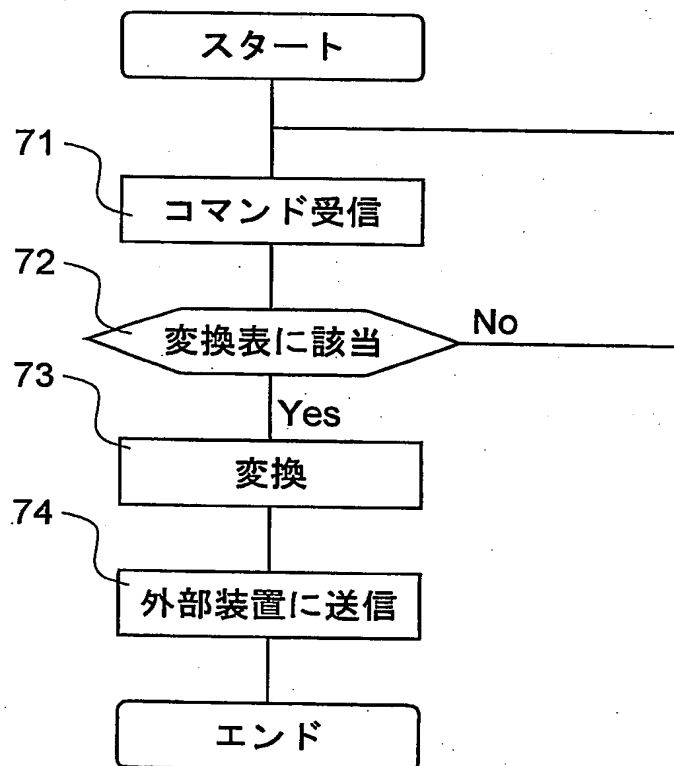 スタート
71
コマンド受信
72
変換表に該当
No
73
Yes
変換
74
外部装置に送信
エンド